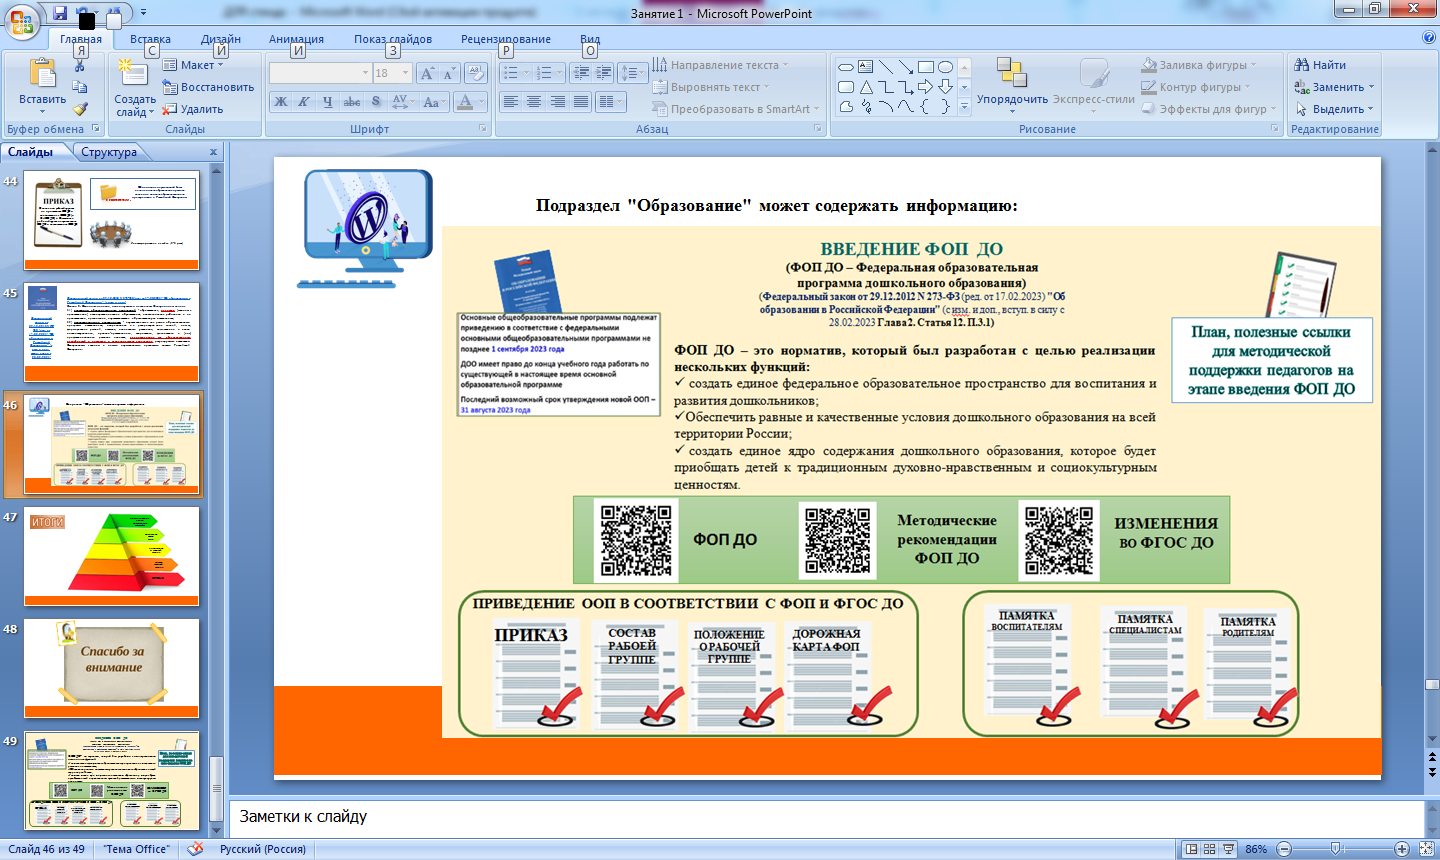 Занятие 1 - Microsoft PowerPoint
Главная
Вставка
Дизайн
Анимация
Показ слайдов
Рецензирование
Вид
Я
С
Й
И
З
Р
О
Вставить
Буфер обмена
Создать
слайд
Макет
Восстановить
Удалить
Слайды
18
Ж К Ч abc S AV Aa A
Шрифт
Направление текста
Выровнять текст
Преобразовать в SmartArt
Абзац
Упорядочить
Экспресс-стили
Заливка фигуры
Контур фигуры
Эффекты для фигур
Рисование
Найти
Заменить
Выделить
Редактирование
Слайды
Структура
x
44
ПРИКАЗ
45
46
47
ИТОГИ
48
Спасибо за
внимание
49
Подраздел "Образование" может содержать информацию:
ВВЕДЕНИЕ ФОП ДО
(ФОП ДО – Федеральная образовательная
программа дошкольного образования)
(Федеральный закон от 29.12.2012 N 273-ФЗ (ред. от 17.02.2023) "Об
образовании в Российской Федерации" (с изм. и доп., вступ. в силу с
28.02.2023 Глава 2. Статья 12. П.3.1)
Основные общеобразовательные программы подлежат
приведению в соответствие с федеральными
основными общеобразовательными программами не
позднее 1 сентября 2023 года
ДОО имеет право до конца учебного года работать по
существующей в настоящее время основной
образовательной программе
Последний возможный срок утверждения новой ООП –
31 августа 2023 года
План, полезные ссылки
для методической
поддержки педагогов на
этапе введения ФОП ДО
ФОП ДО – это норматив, который был разработан с целью реализации
нескольких функций:
✓ создать единое федеральное образовательное пространство для воспитания и
развития дошкольников;
✓Обеспечить равные и качественные условия дошкольного образования на всей
территории России;
✓ создать единое ядро содержания дошкольного образования, которое будет
приобщать детей к традиционным духовно-нравственным и социокультурным
ценностям.
ФОП ДО
Методические
рекомендации
ФОП ДО
ИЗМЕНЕНИЯ
ВО ФГОС ДО
ПРИВЕДЕНИЕ ООП В СООТВЕТСТВИИ С ФОП И ФГОС ДО
ПРИКАЗ
СОСТАВ
РАБОЕЙ
ГРУППЕ
ПОЛОЖЕНИЕ
О РАБОЧЕЙ
ГРУППЕ
ДОРОЖНАЯ
КАРТА ФОП
ПАМЯТКА
ВОСПИТАТЕЛЯМ
ПАМЯТКА
СПЕЦИАЛИСТАМ
ПАМЯТКА
РОДИТЕЛЯМ
Заметки к слайду
Слайд 46 из 49
"Тема Office"
Русский (Россия)
86%